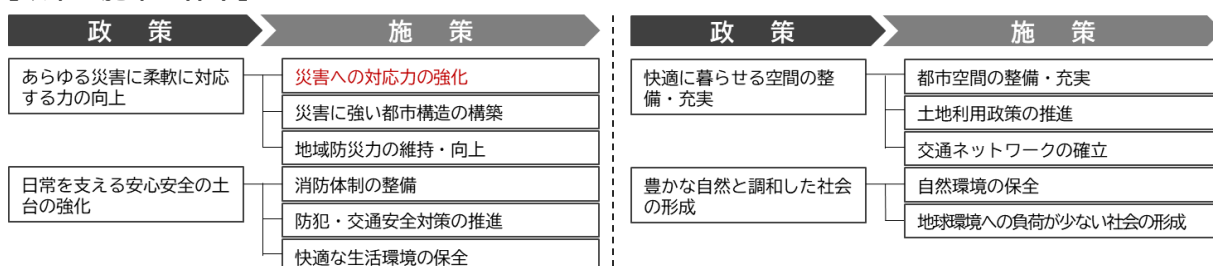 政 策
施 策
あらゆる災害に柔軟に対応
する力の向上
災害への対応力の強化
災害に強い都市構造の構築
地域防災力の維持・向上
日常を支える安心安全の土
台の強化
消防体制の整備
防犯・交通安全対策の推進
快適な生活環境の保全
政 策
施 策
快適に暮らせる空間の整
備・充実
都市空間の整備・充実
土地利用政策の推進
交通ネットワークの確立
豊かな自然と調和した社会
の形成
自然環境の保全
地球環境への負荷が少ない社会の形成